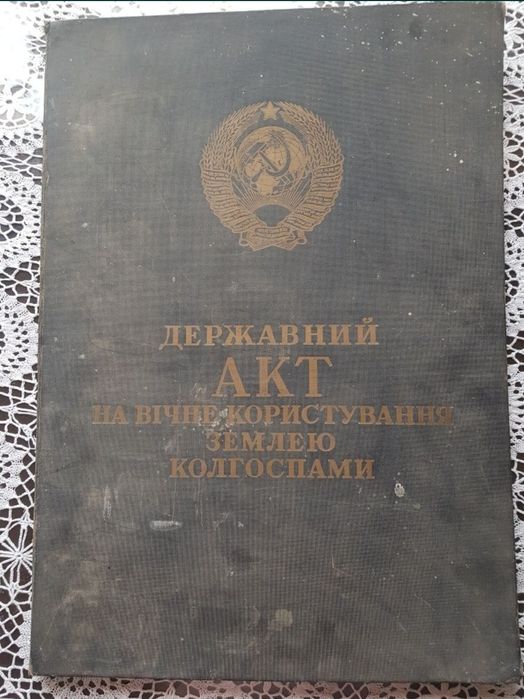 ДЕРЖАВНИЙ
АКТ
НА ВІЧНЕ КОРИСТУВАННЯ
ЗЕМЛЕЮ
КОЛГОСПАМИ